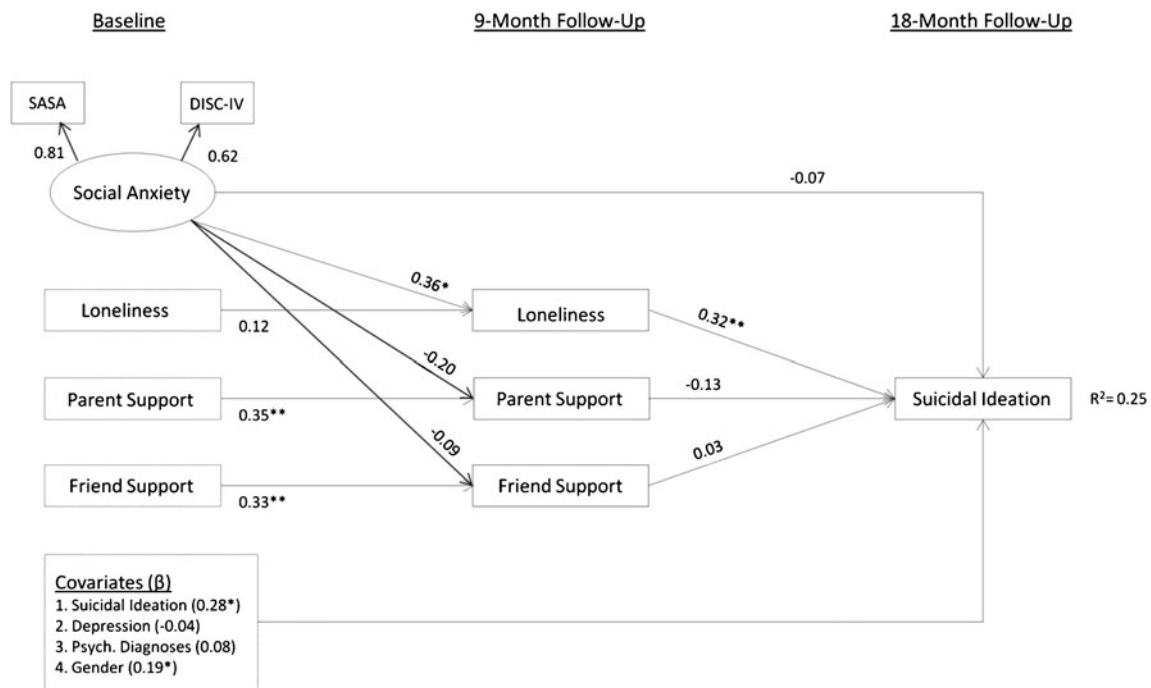 Baseline
9-Month Follow-Up
18-Month Follow-Up
SASA
DISC-IV
0.81
0.62
Social Anxiety
-0.07
0.36*
Loneliness
0.12
Loneliness
0.32**
-0.20
Parent Support
0.35**
Parent Support
-0.13
Suicidal Ideation
R²= 0.25
-0.09
Friend Support
0.33**
Friend Support
0.03
Covariates (β)
1. Suicidal Ideation (0.28*)
2. Depression (-0.04)
3. Psych. Diagnoses (0.08)
4. Gender (0.19*)